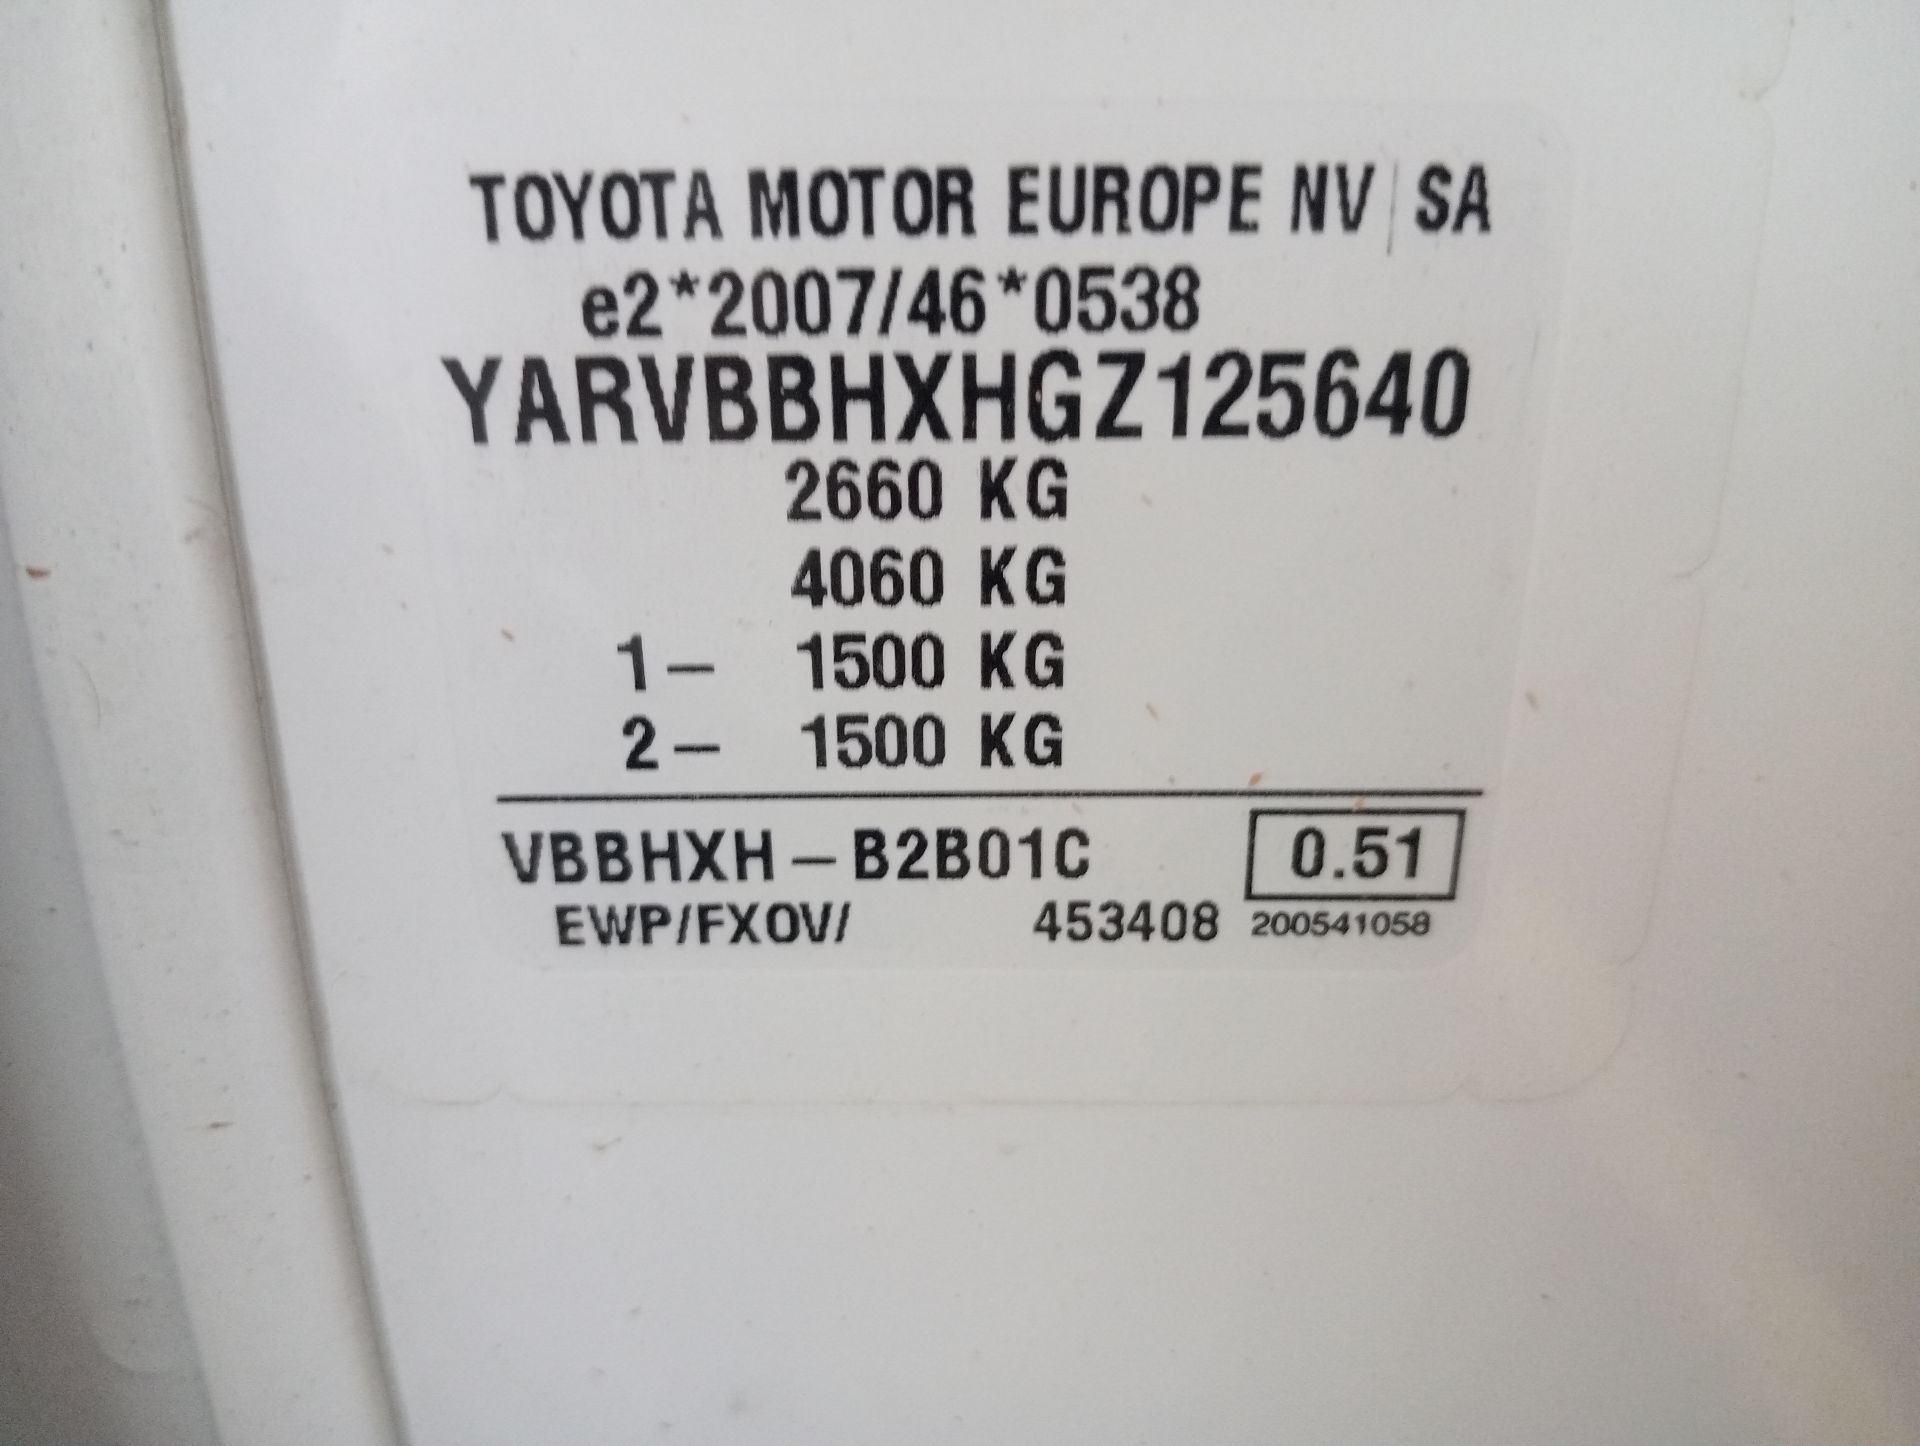 TOYOTA MOTOR EUROPE NV/SA
e2*2007/46*0538
YARVBBHXHGZ125640
2660 KG
4060 KG
1- 1500 KG
2- 1500 KG
VBBHXH-B2B01C 0.51
EWP/FXOV/ 453408 200541058